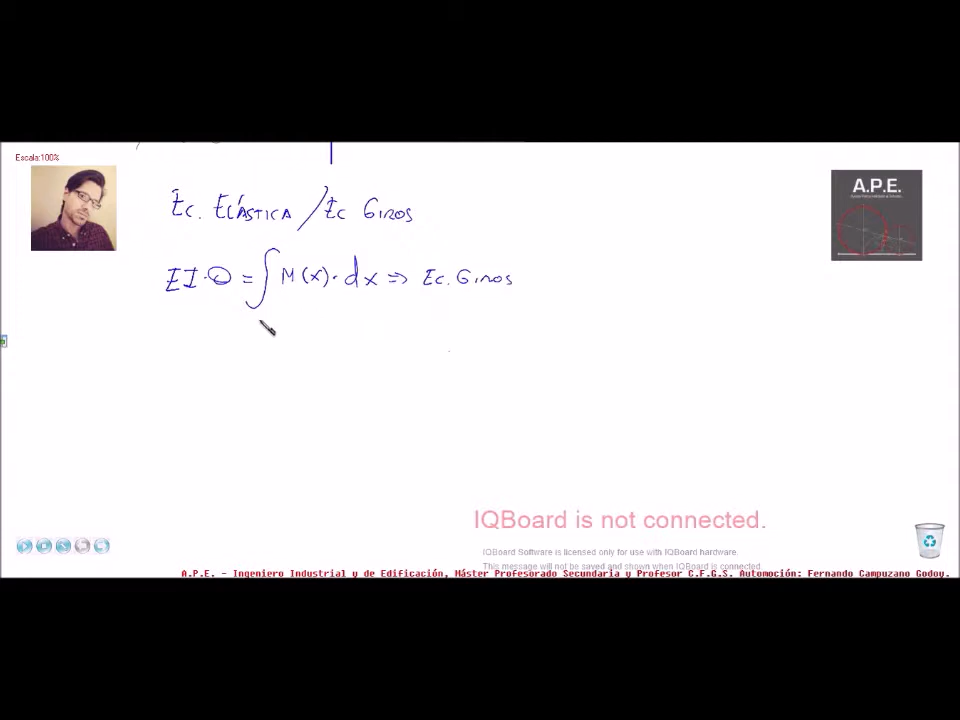 Escala:100%
A.P.E.
Ec. Elástica / Ec Giros
EI·θ = ∫ M(x)·dx ⇒ Ec. Giros
IQBoard is not connected.
IQBoard Software is licensed only for use with IQBoard hardware.
This message will not be saved and shown when IQBoard is connected.
A.P.E. - Ingeniero Industrial y de Edificación, Máster Profesorado Secundaria y Profesor C.F.G.S. Automoción: Fernando Campuzano Godoy.